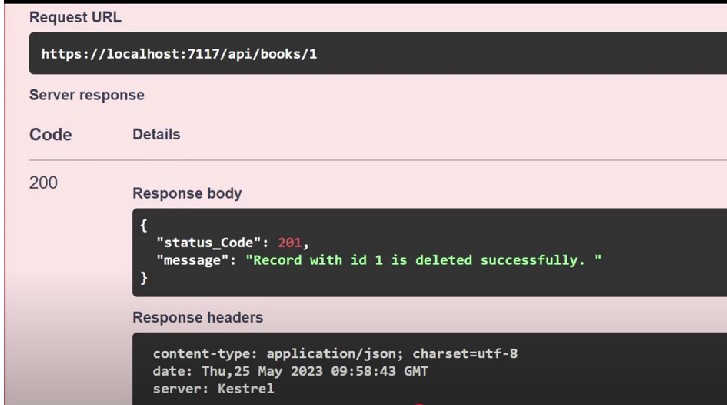 Request URL
https://localhost:7117/api/books/1
Server response
Code Details
200
Response body
{
"status_Code": 201,
"message": "Record with id 1 is deleted successfully. "
}
Response headers
content-type: application/json; charset=utf-8
date: Thu,25 May 2023 09:58:43 GMT
server: Kestrel